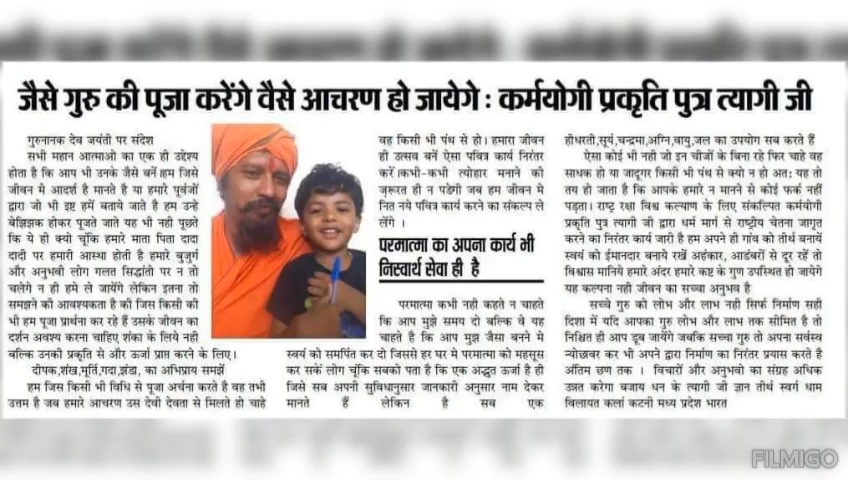 जैसे गुरु की पूजा करेंगे वैसे आचरण हो जायेगे : कर्मयोगी प्रकृति पुत्र त्यागी जी
गुरुनानक देव जयंती पर संदेश
सभी महान आत्माओ का एक ही उद्देश्य
होता है कि आप भी उनके जैसे बनें।हम जिसे
जीवन मे आदर्श है मानते है या हमारे पूर्वजों
द्वारा जो भी इष्ट हमें बताये जाते है हम उन्हे
बेझिझक होकर पूजते जाते यह भी नही पूछते
कि ये ही क्यो चूंकि हमारे माता पिता दादा
दादी पर हमारी आस्था होती है हमारे बुजुर्ग
और अनुभवी लोग गलत सिद्धांतो पर न तो
चलेगे न ही हमे ले जायेंगे लेकिन इतना तो
समझने की आवश्यकता है की जिस किसी की
भी हम पूजा प्रार्थना कर रहे हैं उसके जीवन का
दर्शन अवश्य करना चाहिए शंका के लिये नही
बल्कि उनकी प्रकृति से और ऊर्जा प्राप्त करने के लिए।
दीपक,शंख,मूर्ति,गदा,झंडा, का अभिप्राय समझें
हम जिस किसी भी विधि से पूजा अर्चना करते है वह तभी
उत्तम है जब हमारे आचरण उस देवी देवता से मिलते हो चाहे
वह किसी भी पंथ से हो। हमारा जीवन
ही उत्सव बनें ऐसा पवित्र कार्य निरंतर
करें।कभी-कभी त्योहार मनाने की
जुरूरत ही न पडेगी जब हम जीवन मे
नित नये पवित्र कार्य करने का संकल्प ले
लेंगे ।
परमात्मा का अपना कार्य भी
निस्वार्थ सेवा ही है
परमात्मा कभी नही कहते न चाहते
कि आप मुझे समय दो बल्कि वे यह
चाहते है कि आप मुझ जैसा बनने मे
स्वयं को समर्पित कर दो जिससे हर घर मे परमात्मा को महसूस
कर सकें लोग चूंकि सबको पता है कि एक अद्भुत ऊर्जा है ही
जिसे सब अपनी सुविधानुसार जानकारी अनुसार नाम देकर
मानते हैं लेकिन है सब एक
हीधरती,सूर्य,चन्द्रमा,अग्नि,वायु,जल का उपयोग सब करते हैं
ऐसा कोई भी नही जो इन चीजों के बिना रहे फिर चाहे वह
साधक हो या जादूगर किसी भी पंथ से क्यो न हो अत: यह तो
तय हो जाता है कि आपके हमारे न मानने से कोई फर्क नहीं
पड़ता। राष्ट्र रक्षा विश्व कल्याण के लिए संकल्पित कर्मयोगी
प्रकृति पुत्र त्यागी जी द्वारा धर्म मार्ग से राष्ट्रीय चेतना जागृत
करने का निरंतर कार्य जारी है हम अपने ही गांव को तीर्थ बनायें
स्वयं को ईमानदार बनाये रखें अहंकार, आडंबरों से दूर रहें तो
विश्वास मानिये हमारे अंदर हमारे कष्ट के गुण उपस्थित हो जायेंगे
यह कल्पना नही जीवन का सच्चा अनुभव है
सच्चे गुरु को लोभ और लाभ नही सिर्फ निर्माण सही
दिशा में यदि आपका गुरु लोभ और लाभ तक सीमित है तो
निश्चित ही आप डूब जायेंगे जबकि सच्चा गुरु तो अपना सर्वस्व
न्योछावर कर भी अपने द्वारा निर्माण का निरंतर प्रयास करते है
अंतिम छण तक । विचारों और अनुभवो का संग्रह अधिक
उन्नत करेगा बजाय धन के त्यागी जी ज्ञान तीर्थ स्वर्ग धाम
विलायत कलां कटनी मध्य प्रदेश भारत
FILMIGO